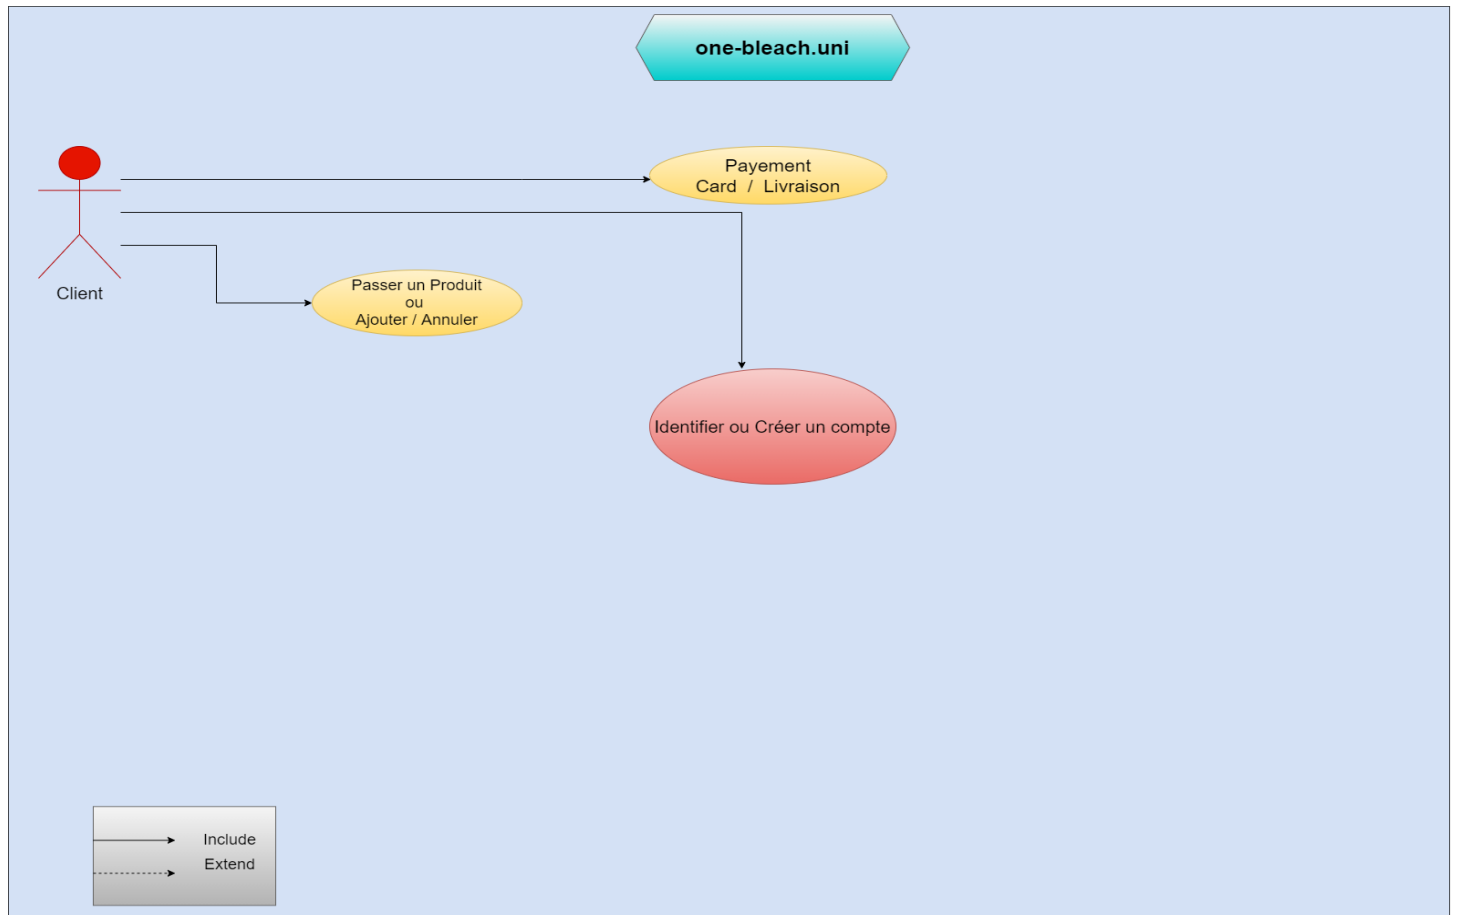 one-bleach.uni
Payement
Card / Livraison
Client
Passer un Produit
ou
Ajouter / Annuler
Identifier ou Créer un compte
Include
Extend